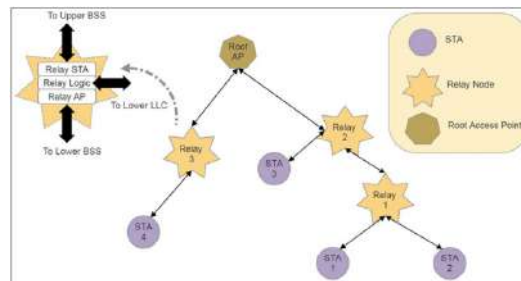 To Upper BSS
Relay STA
Relay Logic
Relay AP
To Lower LLC
To Lower BSS
Root
AP
Relay
3
Relay
2
STA
3
Relay
1
STA
4
STA
1
STA
2
STA
Relay Node
Root Access Point